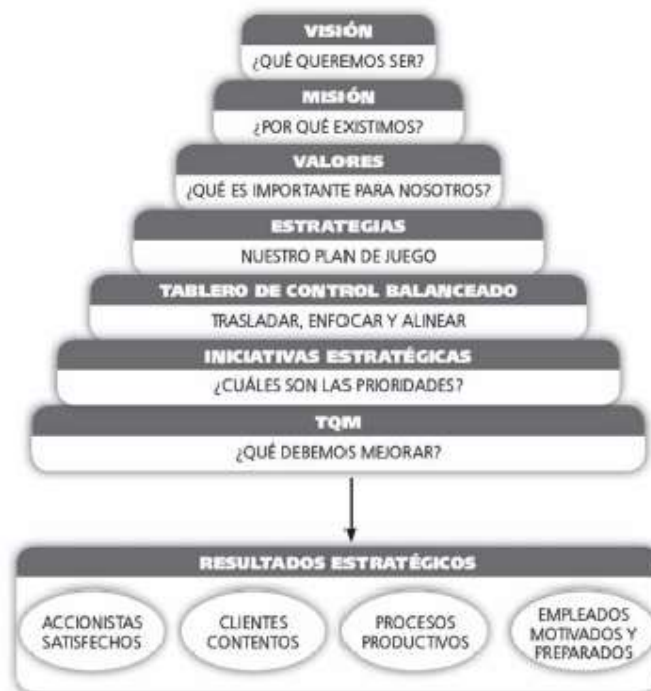 VISIÓN
¿QUÉ QUEREMOS SER?
MISIÓN
¿POR QUÉ EXISTIMOS?
VALORES
¿QUÉ ES IMPORTANTE PARA NOSOTROS?
ESTRATEGIAS
NUESTRO PLAN DE JUEGO
TABLERO DE CONTROL BALANCEADO
TRASLADAR, ENFOCAR Y ALINEAR
INICIATIVAS ESTRATÉGICAS
¿CUÁLES SON LAS PRIORIDADES?
TQM
¿QUÉ DEBEMOS MEJORAR?
RESULTADOS ESTRATÉGICOS
ACCIONISTAS
SATISFECHOS
CLIENTES
CONTENTOS
PROCESOS
PRODUCTIVOS
EMPLEADOS
MOTIVADOS Y
PREPARADOS